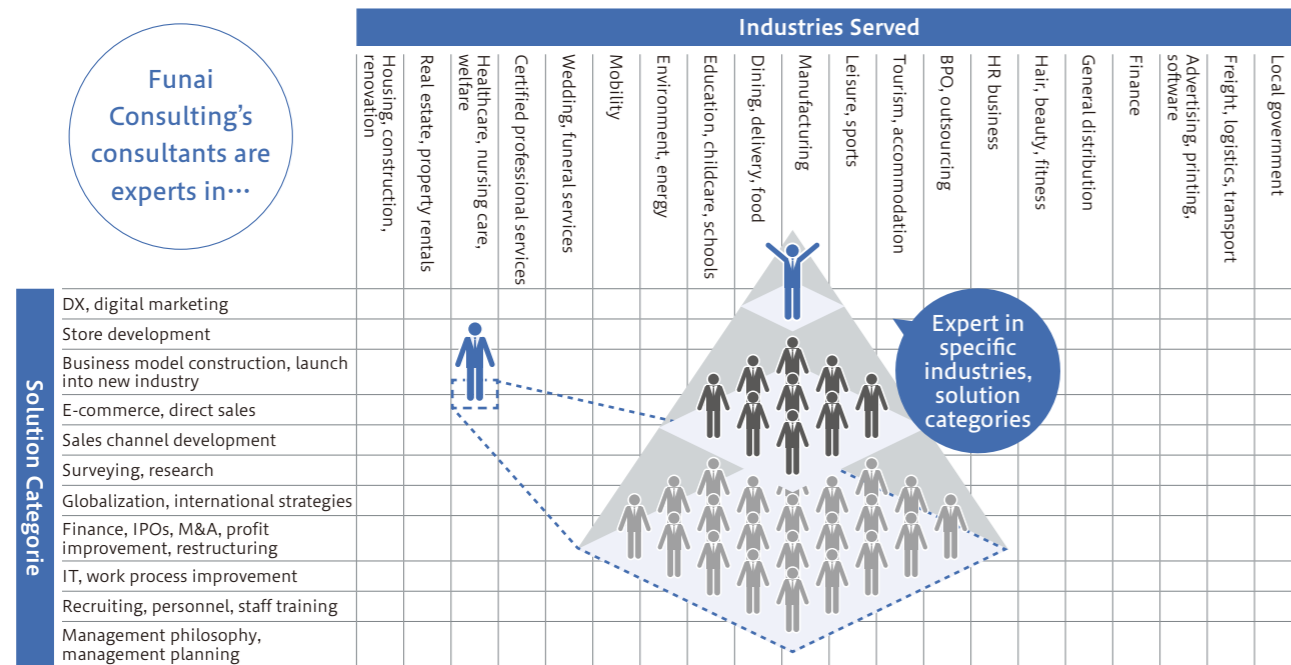 Funai
Consulting's
consultants are
experts in…
Industries Served
Housing, construction,
renovation
Real estate, property rentals
Healthcare, nursing care,
welfare
Certified professional services
Wedding, funeral services
Mobility
Environment, energy
Education, childcare, schools
Dining, delivery, food
Manufacturing
Leisure, sports
Tourism, accommodation
BPO, outsourcing
HR business
Hair, beauty, fitness
General distribution
Finance
Advertising, printing,
software
Freight, logistics, transport
Local government
Solution Categorie
DX, digital marketing
Store development
Business model construction, launch
into new industry
E-commerce, direct sales
Sales channel development
Surveying, research
Globalization, international strategies
Finance, IPOs, M&A, profit
improvement, restructuring
IT, work process improvement
Recruiting, personnel, staff training
Management philosophy,
management planning
Expert in
specific
industries,
solution
categories